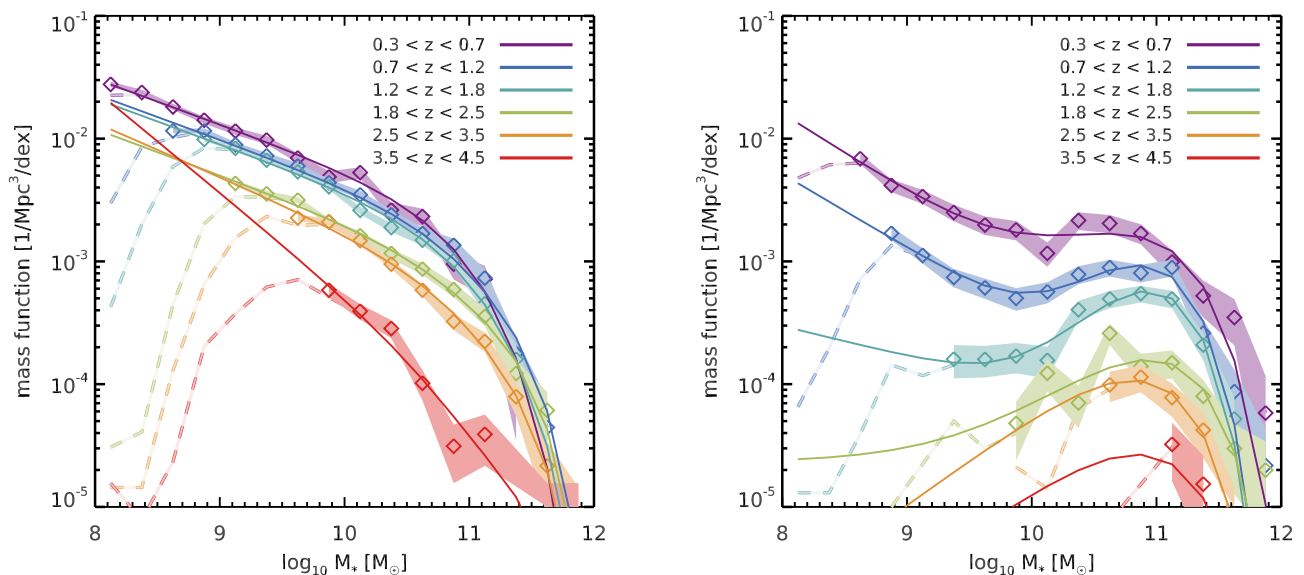 mass function [1/Mpc³/dex]
10⁻¹
10⁻²
10⁻³
10⁻⁴
10⁻⁵
0.3 < z < 0.7
0.7 < z < 1.2
1.2 < z < 1.8
1.8 < z < 2.5
2.5 < z < 3.5
3.5 < z < 4.5
8 9 10 11 12
log₁₀ M* [M☉]
mass function [1/Mpc³/dex]
10⁻¹
10⁻²
10⁻³
10⁻⁴
10⁻⁵
0.3 < z < 0.7
0.7 < z < 1.2
1.2 < z < 1.8
1.8 < z < 2.5
2.5 < z < 3.5
3.5 < z < 4.5
8 9 10 11 12
log₁₀ M* [M☉]